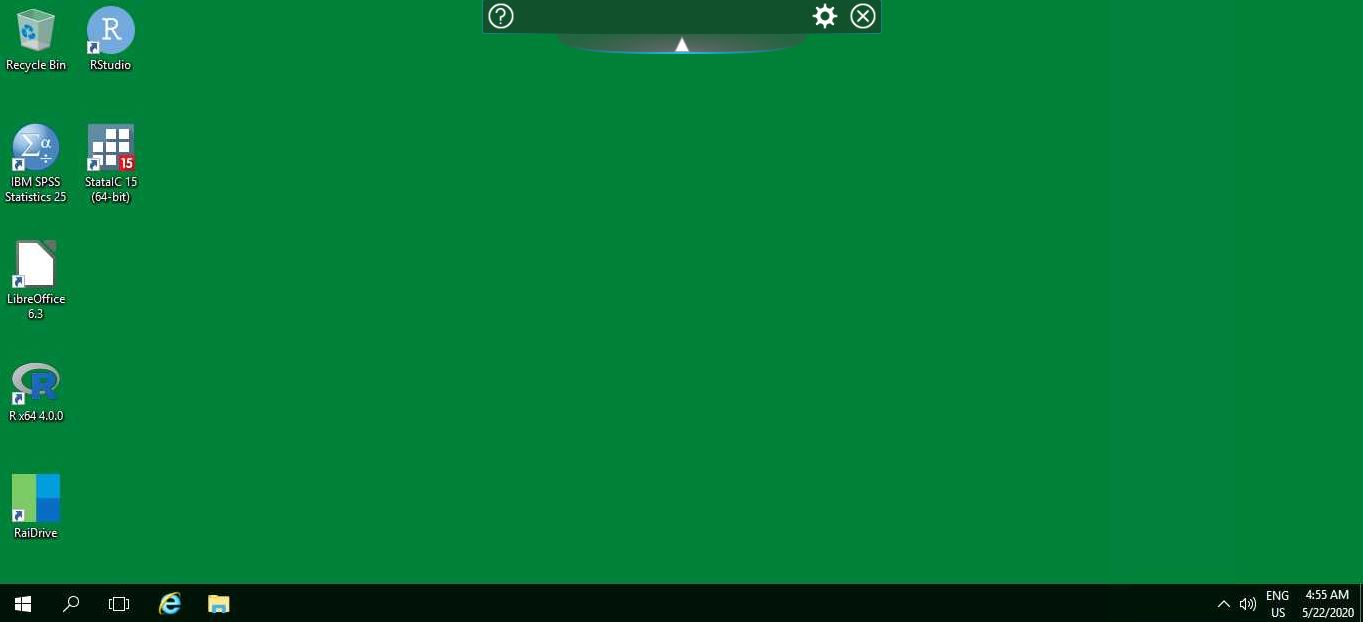 Recycle Bin
RStudio
IBM SPSS
Statistics 25
15
StataIC 15
(64-bit)
LibreOffice
6.3
R x64 4.0.0
RaiDrive
ENG
US
4:55 AM
5/22/2020